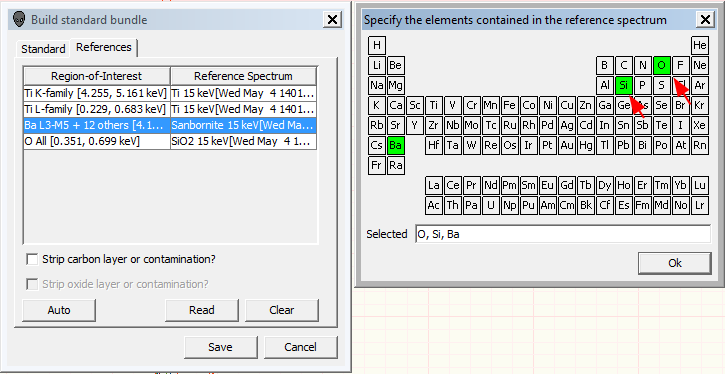 Build standard bundle
Standard References
Region-of-Interest Reference Spectrum
Ti K-family [4.255, 5.161 keV] Ti 15 keV[Wed May 4 1401...
Ti L-family [0.229, 0.683 keV] Ti 15 keV[Wed May 4 1401...
Ba L3-M5 + 12 others [4.1... Sanbornite 15 keV[Wed Ma...
O All [0.351, 0.699 keV] SiO2 15 keV[Wed May 4 1...
Strip carbon layer or contamination?
Strip oxide layer or contamination?
Auto Read Clear
Save Cancel
Specify the elements contained in the reference spectrum
H He
Li Be B C N O F Ne
Na Mg Al Si P S Ar
K Ca Sc Ti V Cr Mn Fe Co Ni Cu Zn Ga Ge As Se Br Kr
Rb Sr Y Zr Nb Mo Tc Ru Rh Pd Ag Cd In Sn Sb Te I Xe
Cs Ba Hf Ta W Re Os Ir Pt Au Hg Tl Pb Bi Po At Rn
Fr Ra
La Ce Pr Nd Pm Sm Eu Gd Tb Dy Ho Er Tm Yb Lu
Ac Th Pa U Np Pu Am Cm Bk Cf Es Fm Md No Lr
Selected O, Si, Ba
Ok